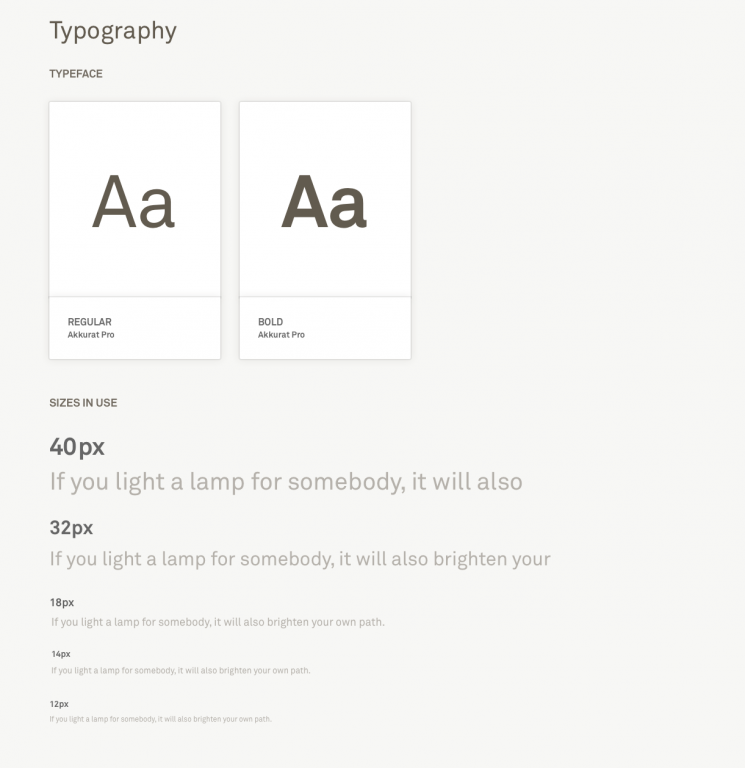 Typography
TYPEFACE
Aa
Aa
REGULAR
Akkurat Pro
BOLD
Akkurat Pro
SIZES IN USE
40px
If you light a lamp for somebody, it will also
32px
If you light a lamp for somebody, it will also brighten your
18px
If you light a lamp for somebody, it will also brighten your own path.
14px
If you light a lamp for somebody, it will also brighten your own path.
12px
If you light a lamp for somebody, it will also brighten your own path.